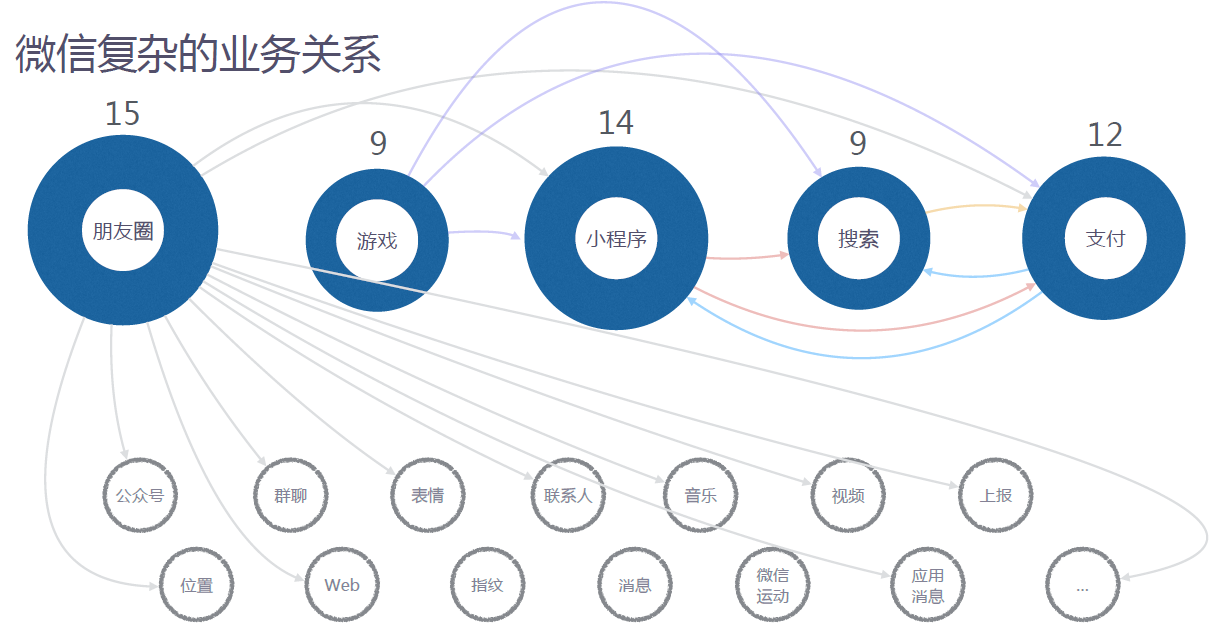 微信复杂的业务关系
15
9
14
9
12
朋友圈
游戏
小程序
搜索
支付
公众号
群聊
表情
联系人
音乐
视频
上报
位置
Web
指纹
消息
微信
运动
应用
消息
...